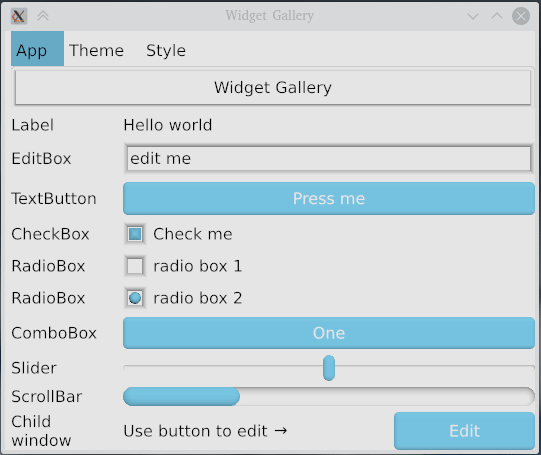 Widget Gallery
App Theme Style
Widget Gallery
Label Hello world
EditBox edit me
TextButton Press me
CheckBox Check me
RadioBox radio box 1
RadioBox radio box 2
ComboBox One
Slider
ScrollBar
Child
window
Use button to edit →
Edit